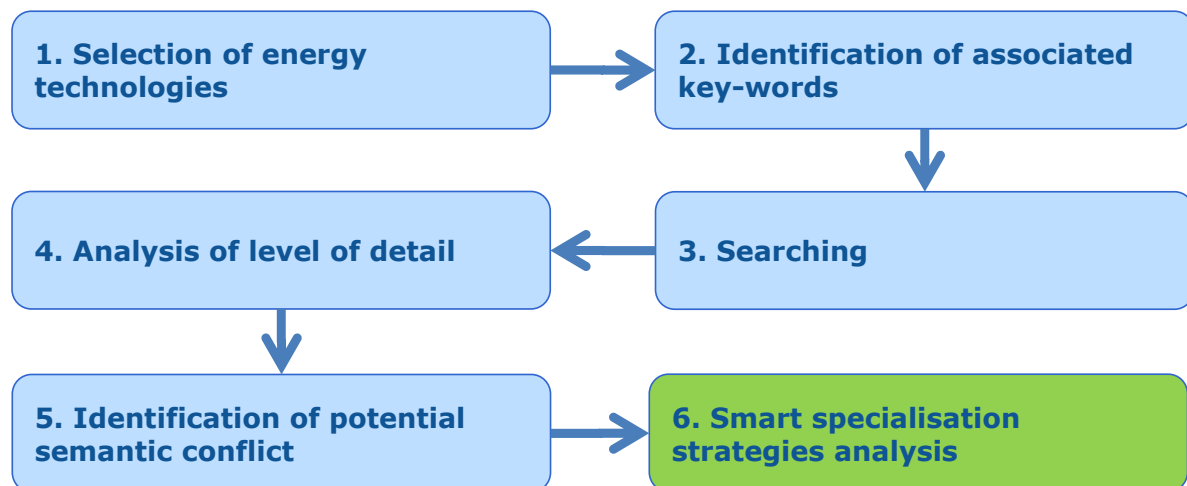 1. Selection of energy
technologies
2. Identification of associated
key-words
3. Searching
4. Analysis of level of detail
5. Identification of potential
semantic conflict
6. Smart specialisation
strategies analysis